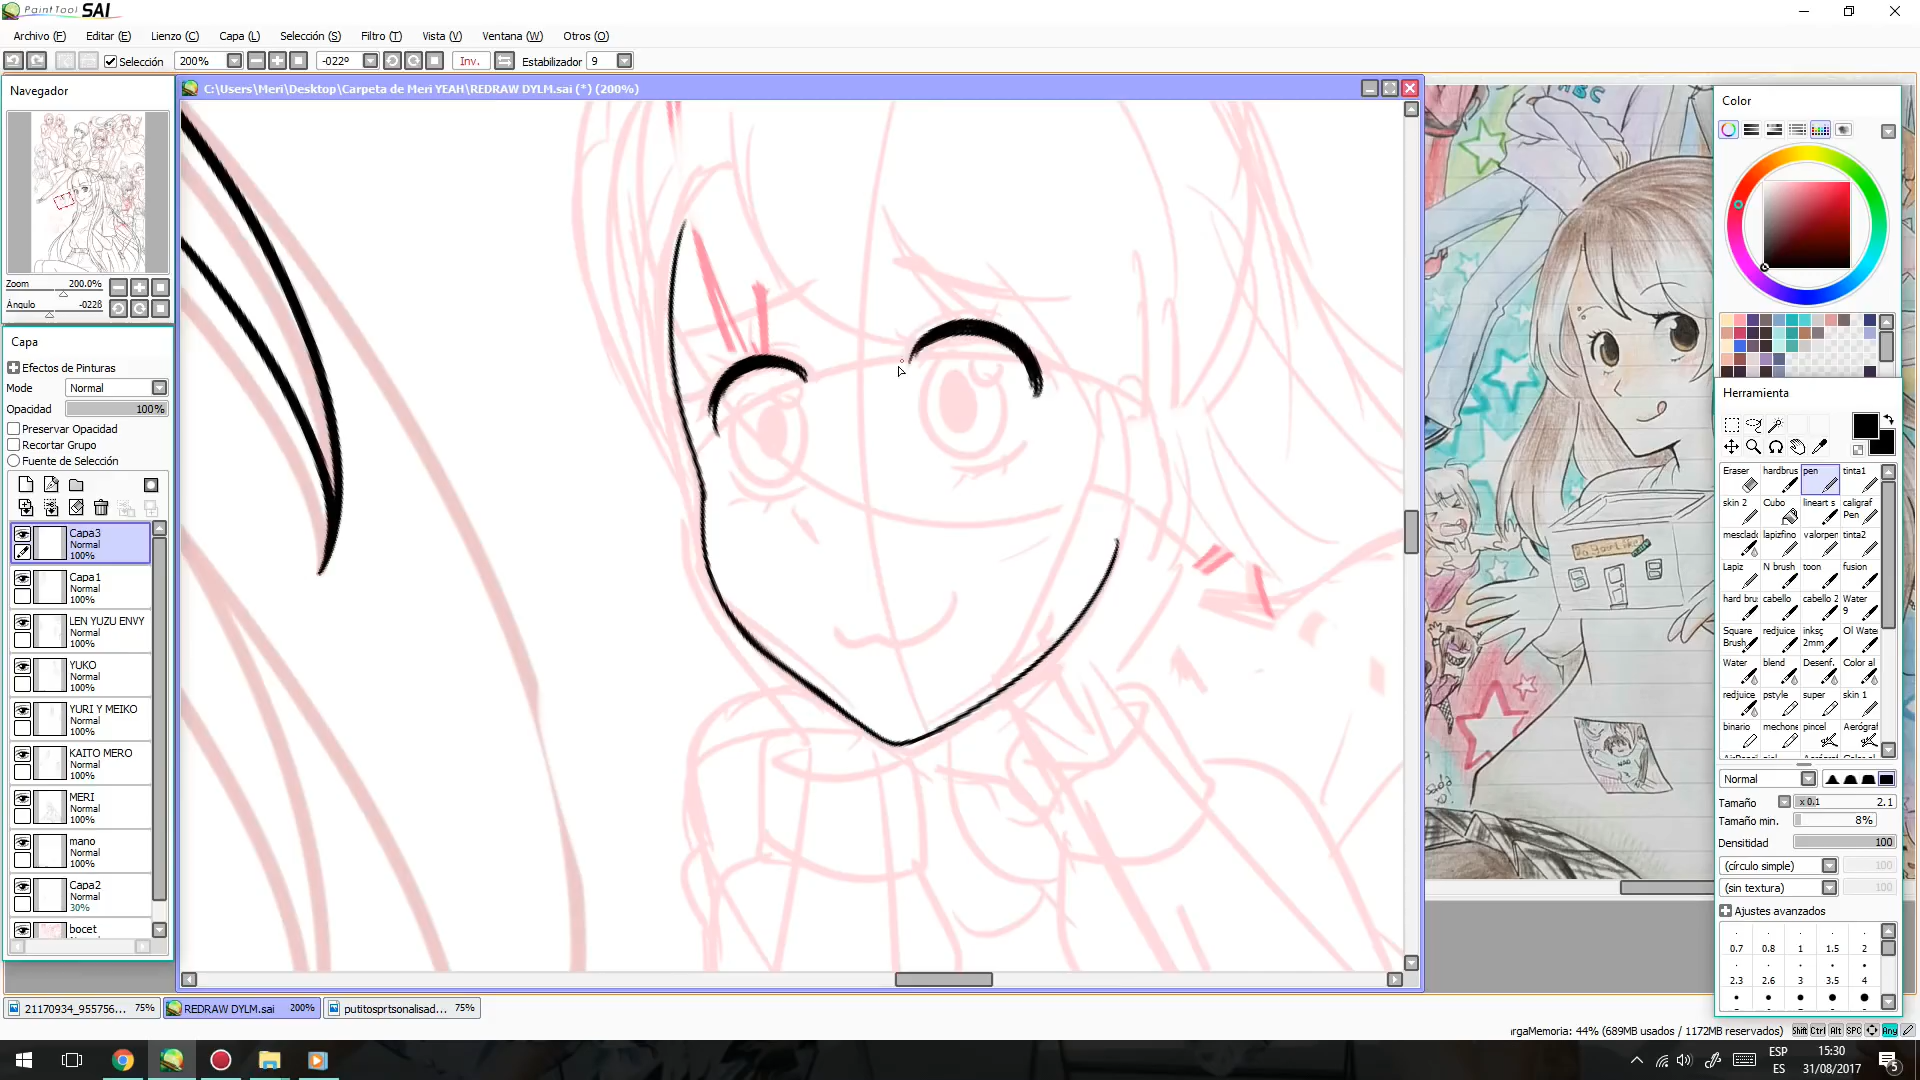 PaintTool SAI
Archivo (F) Editar (E) Lienzo (C) Capa (L) Selección (S) Filtro (T) Vista (V) Ventana (W) Otros (O)
Selección 200% -022º Inv. Estabilizador 9
Navegador
Zoom 200.0%
Ángulo -022ß
Capa
Efectos de Pinturas
Mode Normal
Opacidad 100%
Preservar Opacidad
Recortar Grupo
Fuente de Selección
Capa3
Normal
100%
Capa1
Normal
100%
LEN YUZU ENVY
Normal
100%
YUKO
Normal
100%
YURI Y MEIKO
Normal
100%
KAITO MERO
Normal
100%
MERI
Normal
100%
mano
Normal
100%
Capa2
Normal
30%
bocet
C:\Users\Meri\Desktop\Carpeta de Meri YEAH\REDRAW DYLM.sai (*) (200%)
ABC
Color
Herramienta
Eraser hardbrus pen tinta1
skin 2 Cubo lineart s caligraf Pen
mesclado lapizfino valorpen tinta2
Lapiz N brush toon fusion
hard bru: cabello cabello 2 Water 9
Square Brush redjuice inksç 2mm Ol Wate
Water blend Desenf. Color al
redjuice pstyle super skin 1
binario mechone pincel Aerógraf
Normal
Tamaño x 0.1 2.1
Tamaño min. 8%
Densitidad 100
(círculo simple) 100
(sin textura) 100
Ajustes avanzados
0.7 0.8 1 1.5 2
2.3 2.6 3 3.5 4
21170934_955756... 75% REDRAW DYLM.sai 200% putitosprtsonalisad... 75%
rgaMemoria: 44% (689MB usados / 1172MB reservados) Shift Ctrl Alt SPC Any
ESP
ES
15:30
31/08/2017
5